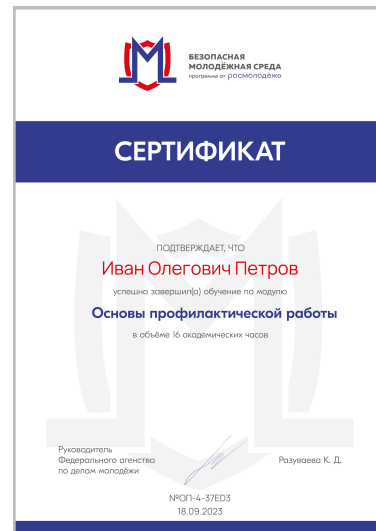 БЕЗОПАСНАЯ
МОЛОДЁЖНАЯ СРЕДА
программа от росмолодёжь
СЕРТИФИКАТ
ПОДТВЕРЖДАЕТ, ЧТО
Иван Олегович Петров
успешно завершил(а) обучение по модулю
Основы профилактической работы
в объёме 16 академических часов
Руководитель
Федерального агенства
по делам молодёжи
Разуваева К. Д.
№ОП-4-37ED3
18.09.2023